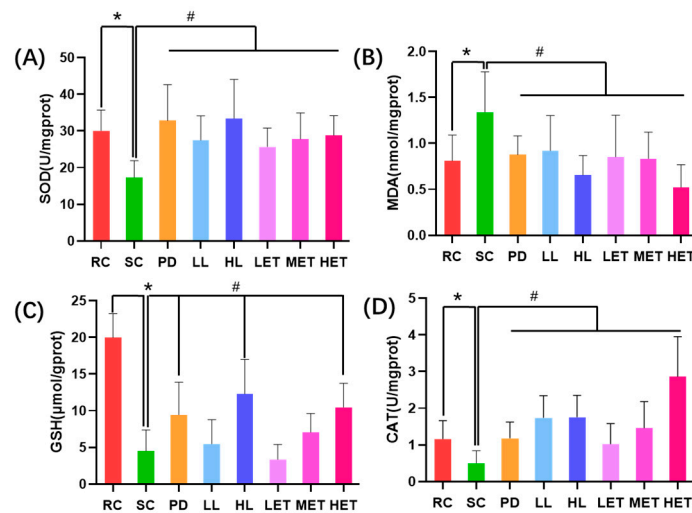 (A)
* #
SOD(U/mgprot)
50
40
30
20
10
0
RC SC PD LL HL LET MET HET
(B)
* #
MDA(nmol/mgprot)
2.0
1.5
1.0
0.5
0.0
RC SC PD LL HL LET MET HET
(C)
* #
GSH(μmol/gprot)
25
20
15
10
5
0
RC SC PD LL HL LET MET HET
(D)
* #
CAT(U/mgprot)
5
4
3
2
1
0
RC SC PD LL HL LET MET HET